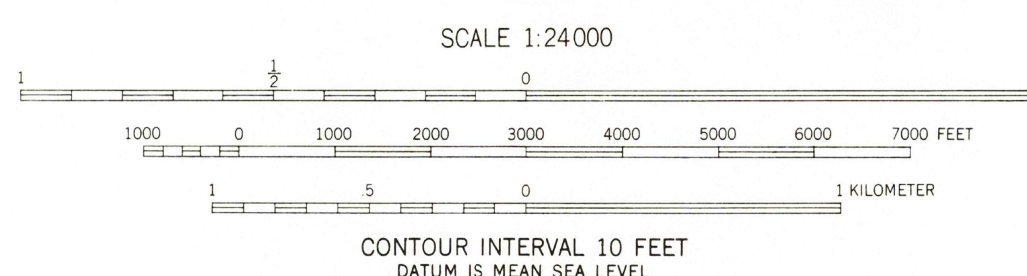 SCALE 1:24000
1 1/2 0
1000 0 1000 2000 3000 4000 5000 6000 7000 FEET
1 .5 0 1 KILOMETER
CONTOUR INTERVAL 10 FEET
DATUM IS MEAN SEA LEVEL